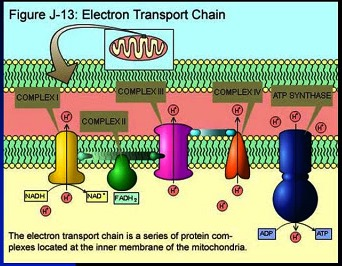 Figure J-13: Electron Transport Chain
COMPLEX I
COMPLEX II
COMPLEX III
COMPLEX IV
ATP SYNTHASE
H⁺
H⁺
H⁺
H⁺
H⁺
H⁺
NADH
H⁺
NAD⁺
FADH₂
H⁺
H⁺
H⁺
H⁺
H⁺
ADP
H⁺
ATP
The electron transport chain is a series of protein com-
plexes located at the inner membrane of the mitochondria.